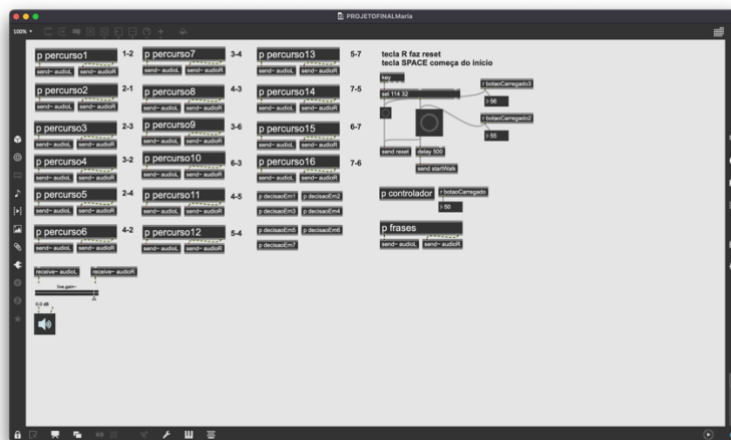 PROJETOFINALMaria
100%
p percurso1
1-2
send~ audioL
send~ audioR
p percurso2
2-1
send~ audioL
send~ audioR
p percurso3
2-3
send~ audioL
send~ audioR
p percurso4
3-2
send~ audioL
send~ audioR
p percurso5
2-4
send~ audioL
send~ audioR
p percurso6
4-2
send~ audioL
send~ audioR
receive~ audioL
receive~ audioR
live.gain~
0.0 dB
p percurso7
3-4
send~ audioL
send~ audioR
p percurso8
4-3
send~ audioL
send~ audioR
p percurso9
3-6
send~ audioL
send~ audioR
p percurso10
6-3
send~ audioL
send~ audioR
p percurso11
4-5
send~ audioL
send~ audioR
p percurso12
5-4
send~ audioL
send~ audioR
p percurso13
5-7
send~ audioL
send~ audioR
p percurso14
7-5
send~ audioL
send~ audioR
p percurso15
6-7
send~ audioL
send~ audioR
p percurso16
7-6
send~ audioL
send~ audioR
p decisaoEm1
p decisaoEm2
p decisaoEm3
p decisaoEm4
p decisaoEm5
p decisaoEm6
p decisaoEm7
tecla R faz reset
tecla SPACE começa do início
key
sel 114 32
r botaoCarregado3
56
r botaoCarregado2
55
send reset
delay 500
send startWalk
p controlador
r botaoCarregado
50
p frases
send~ audioL
send~ audioR